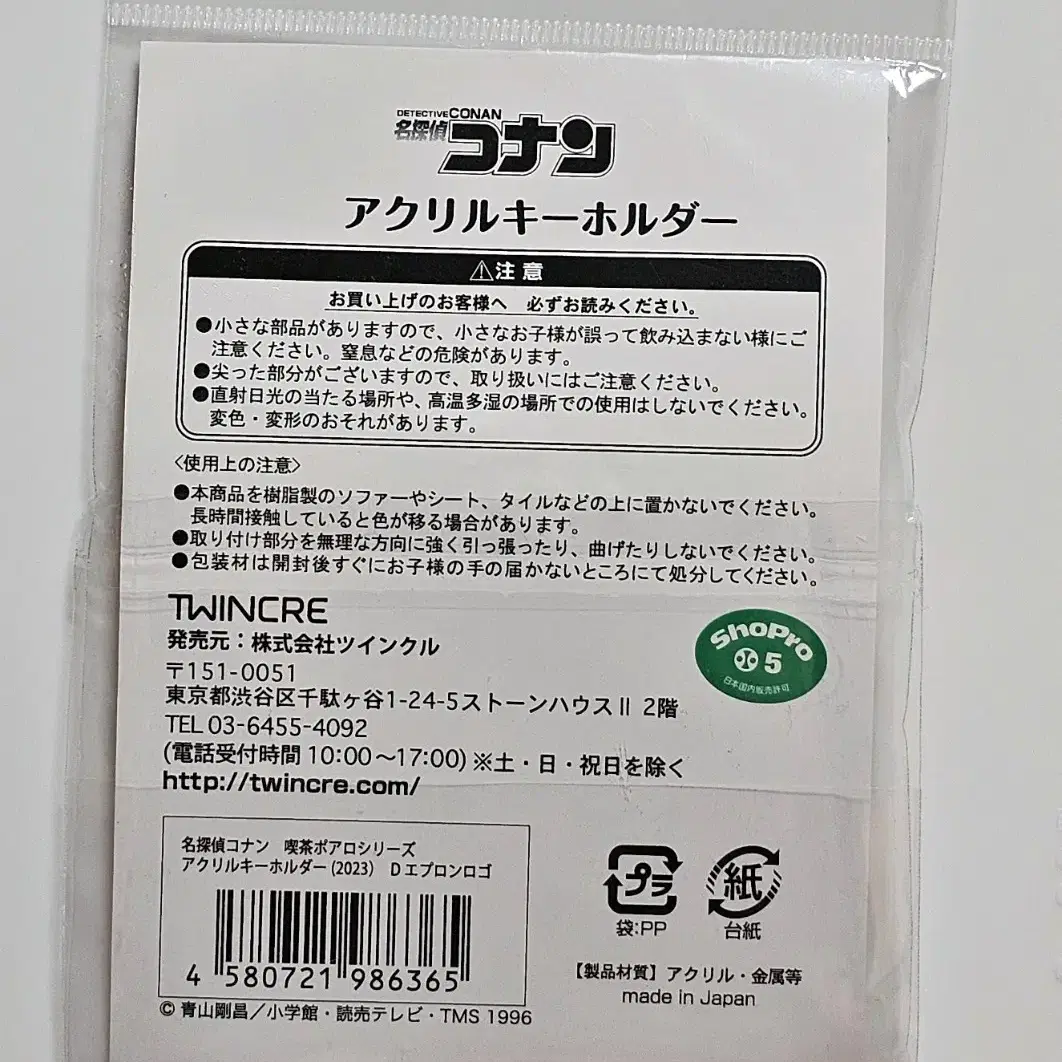 DETECTIVE CONAN
名探偵コナン
アクリルキーホルダー
⚠注意
お買い上げのお客様へ 必ずお読みください。
●小さな部品がありますので、小さなお子様が誤って飲み込まない様にご
注意ください。窒息などの危険があります。
●尖った部分がございますので、取り扱いにはご注意ください。
●直射日光の当たる場所や、高温多湿の場所での使用はしないでください。
変色・変形のおそれがあります。
〈使用上の注意〉
●本商品を樹脂製のソファーやシート、タイルなどの上に置かないでください。
長時間接触していると色が移る場合があります。
●取り付け部分を無理な方向に強く引っ張ったり、曲げたりしないでください。
●包装材は開封後すぐにお子様の手の届かないところにて処分してください。
TWINCRE
発売元：株式会社ツインクル
〒151-0051
東京都渋谷区千駄ヶ谷1-24-5ストーンハウスⅡ 2階
TEL 03-6455-4092
(電話受付時間 10:00～17:00) ※土・日・祝日を除く
http://twincre.com/
ShoPro
5
日本国内販売許可
名探偵コナン 喫茶ポアロシリーズ
アクリルキーホルダー(2023) Dエプロンロゴ
4 580721 986365
プラ
袋:PP
紙
台紙
【製品材質】アクリル・金属等
made in Japan
© 青山剛昌／小学館・読売テレビ・TMS 1996